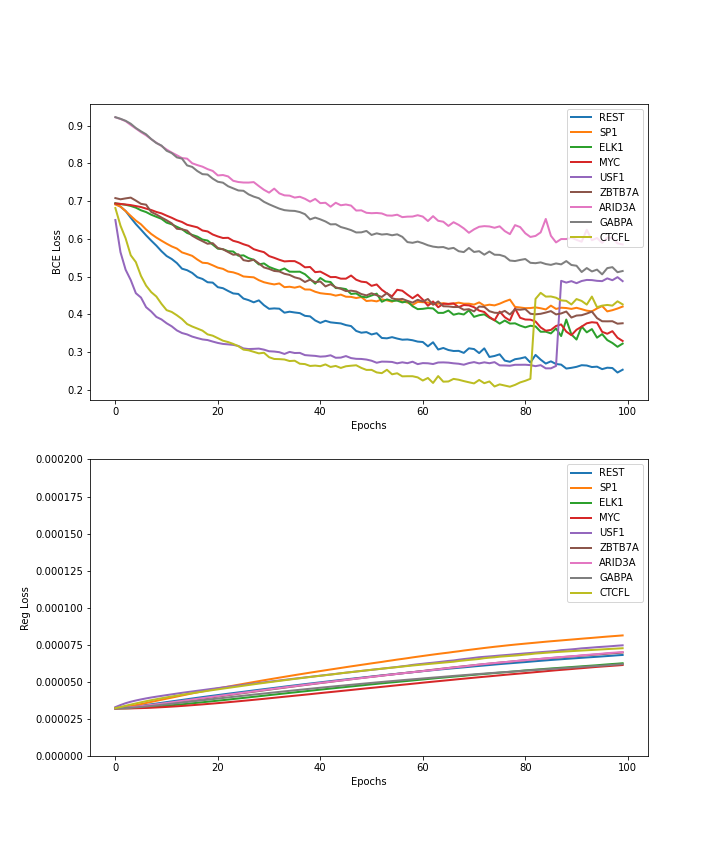 0.9
0.8
0.7
0.6
0.5
0.4
0.3
0.2
BCE Loss
0 20 40 60 80 100
Epochs
REST
SP1
ELK1
MYC
USF1
ZBTB7A
ARID3A
GABPA
CTCFL
0.000200
0.000175
0.000150
0.000125
0.000100
0.000075
0.000050
0.000025
0.000000
Reg Loss
0 20 40 60 80 100
Epochs
REST
SP1
ELK1
MYC
USF1
ZBTB7A
ARID3A
GABPA
CTCFL